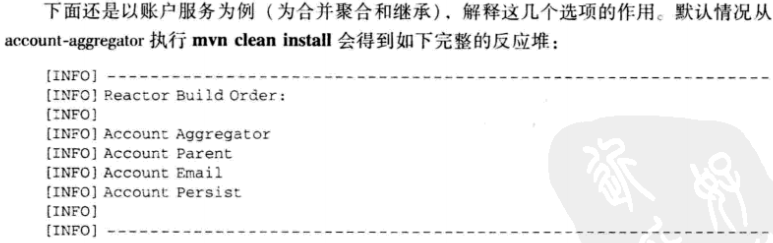 下面还是以账户服务为例（为合并聚合和继承），解释这几个选项的作用。默认情况从
account-aggregator 执行 mvn clean install 会得到如下完整的反应堆：
[INFO] ------------------------------------------------------------------------
[INFO] Reactor Build Order:
[INFO]
[INFO] Account Aggregator
[INFO] Account Parent
[INFO] Account Email
[INFO] Account Persist
[INFO]
[INFO] ------------------------------------------------------------------------